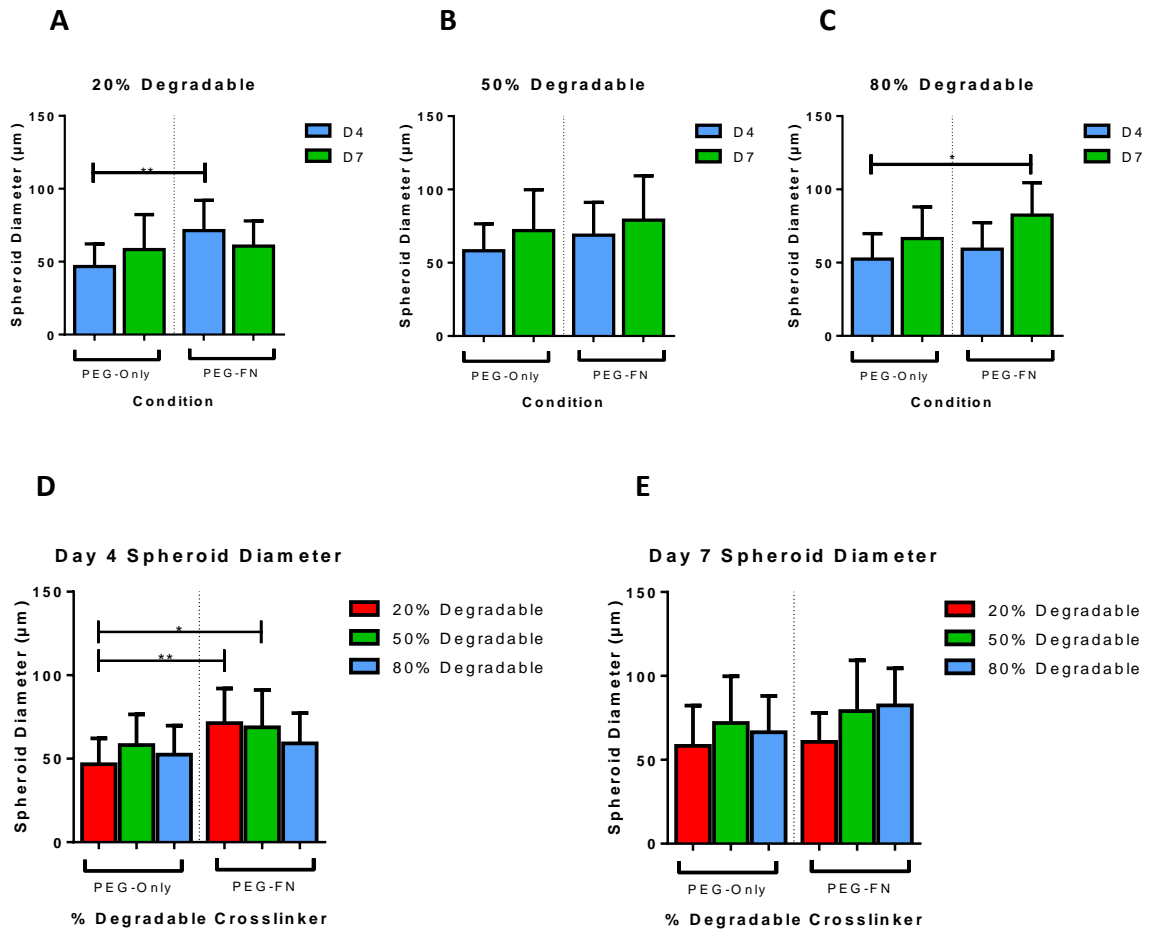 A
20% Degradable
Spheroid Diameter (µm)
150
100
50
0
**
D4
D7
PEG-Only
PEG-FN
Condition
B
50% Degradable
Spheroid Diameter (µm)
150
100
50
0
D4
D7
PEG-Only
PEG-FN
Condition
C
80% Degradable
Spheroid Diameter (µm)
150
100
50
0
*
D4
D7
PEG-Only
PEG-FN
Condition
D
Day 4 Spheroid Diameter
Spheroid Diameter (µm)
150
100
50
0
*
**
20% Degradable
50% Degradable
80% Degradable
PEG-Only
PEG-FN
% Degradable Crosslinker
E
Day 7 Spheroid Diameter
Spheroid Diameter (µm)
150
100
50
0
20% Degradable
50% Degradable
80% Degradable
PEG-Only
PEG-FN
% Degradable Crosslinker